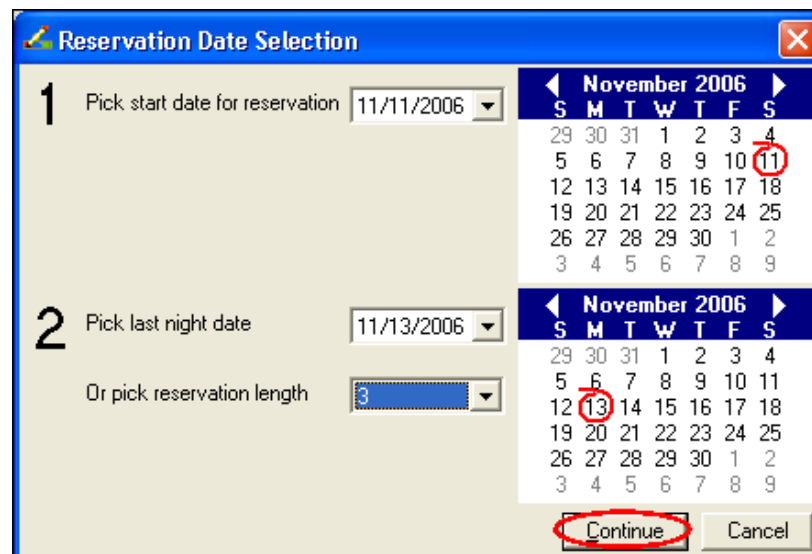 Reservation Date Selection
1 Pick start date for reservation 11/11/2006
November 2006
S M T W T F S
29 30 31 1 2 3 4
5 6 7 8 9 10 11
12 13 14 15 16 17 18
19 20 21 22 23 24 25
26 27 28 29 30 1 2
3 4 5 6 7 8 9
2 Pick last night date 11/13/2006
Or pick reservation length 3
November 2006
S M T W T F S
29 30 31 1 2 3 4
5 6 7 8 9 10 11
12 13 14 15 16 17 18
19 20 21 22 23 24 25
26 27 28 29 30 1 2
3 4 5 6 7 8 9
Continue Cancel